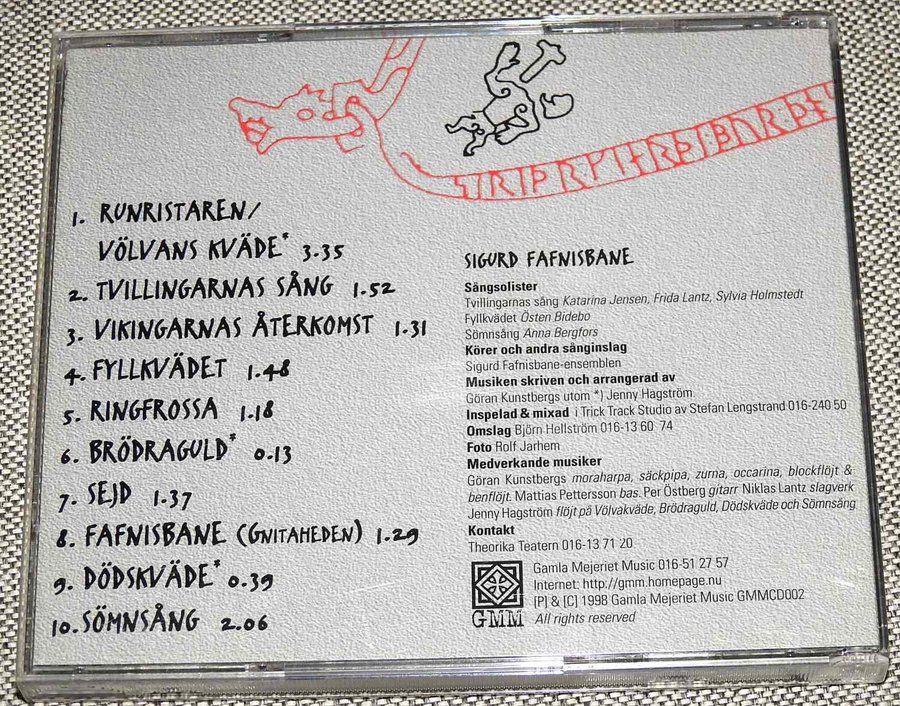 1. RUNRISTAREN/
VÖLVANS KVÄDE* 3.35
2. TVILLINGARNAS SÅNG 1.52
3. VIKINGARNAS ÅTERKOMST 1.31
4. FYLLKVÄDET 1.48
5. RINGFROSSA 1.18
6. BRÖDRAGULD* 0.13
7. SEJD 1.37
8. FAFNISBANE (GNITAHEDEN) 1.29
9. DÖDSKVÄDE* 0.39
10. SÖMNSÅNG 2.06
SIGURD FAFNISBANE
Sångsolister
Tvillingarnas sång Katarina Jensen, Frida Lantz, Sylvia Holmstedt
Fyllkvädet Östen Bidebo
Sömnsång Anna Bergfors
Körer och andra sånginslag
Sigurd Fafnisbane-ensemblen
Musiken skriven och arrangerad av
Göran Kunstbergs utom *) Jenny Hagström
Inspelad & mixad i Trick Track Studio av Stefan Lengstrand 016-240 50
Omslag Björn Hellström 016-13 60 74
Foto Rolf Jarhem
Medverkande musiker
Göran Kunstbergs moraharpa, säckpipa, zurna, occarina, blockflöjt &
benflöjt. Mattias Pettersson bas. Per Östberg gitarr Niklas Lantz slagverk
Jenny Hagström flöjt på Völvakväde, Brödraguld, Dödskväde och Sömnsång
Kontakt
Theorika Teatern 016-13 71 20
Gamla Mejeriet Music 016-51 27 57
Internet: http://gmm.homepage.nu
[P] & [C] 1998 Gamla Mejeriet Music GMMCD002
GMM All rights reserved